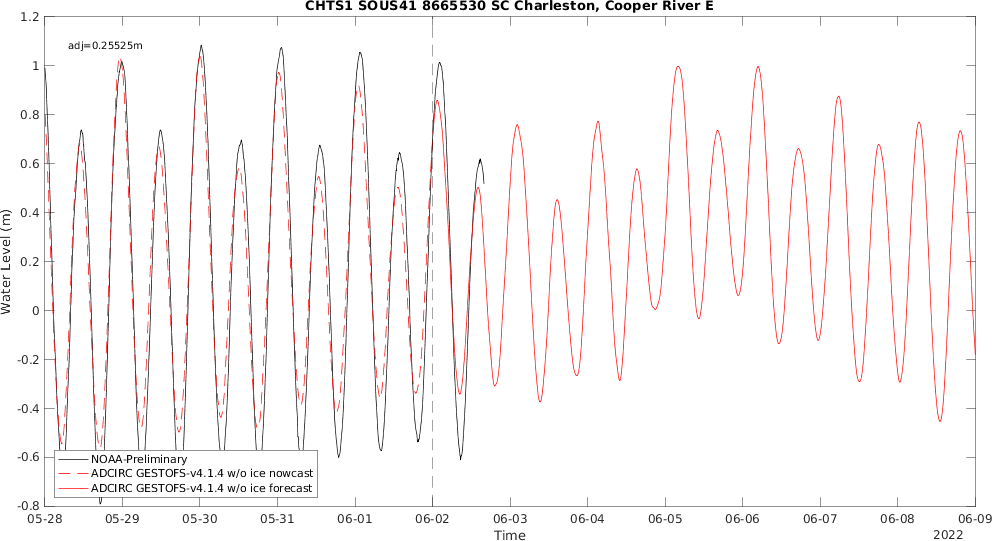 CHTS1 SOUS41 8665530 SC Charleston, Cooper River E
1.2
adj=0.25525m
1
0.8
0.6
0.4
0.2
0
-0.2
-0.4
-0.6
-0.8
Water Level (m)
NOAA-Preliminary
ADCIRC GESTOFS-v4.1.4 w/o ice nowcast
ADCIRC GESTOFS-v4.1.4 w/o ice forecast
05-28 05-29 05-30 05-31 06-01 06-02 06-03 06-04 06-05 06-06 06-07 06-08 06-09
Time
2022